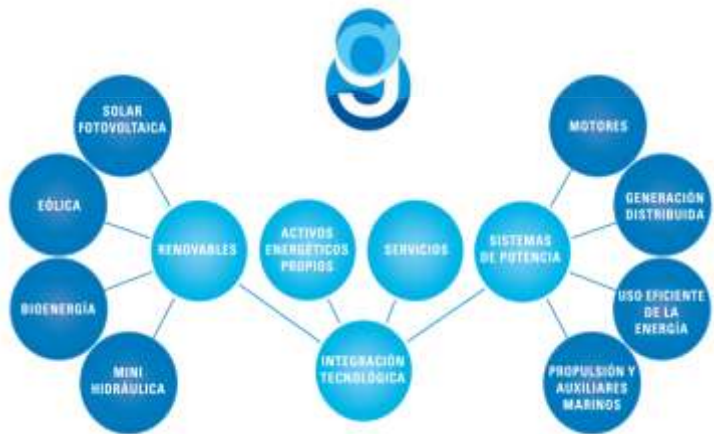 g
SOLAR
FOTOVOLTAICA
EÓLICA
BIOENERGÍA
MINI
HIDRÁULICA
RENOVABLES
ACTIVOS
ENERGÉTICOS
PROPIOS
SERVICIOS
SISTEMAS
DE POTENCIA
INTEGRACIÓN
TECNOLÓGICA
MOTORES
GENERACIÓN
DISTRIBUIDA
USO EFICIENTE
DE LA
ENERGÍA
PROPULSIÓN Y
AUXILIARES
MARINOS